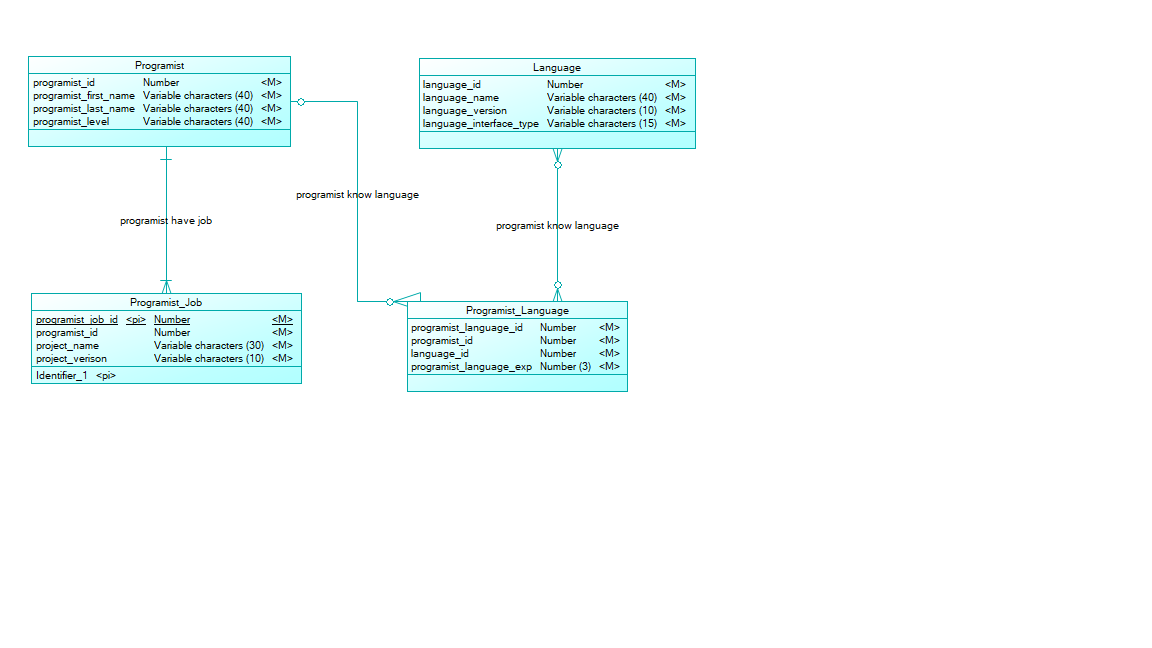 Programist
programist_id Number <M>
programist_first_name Variable characters (40) <M>
programist_last_name Variable characters (40) <M>
programist_level Variable characters (40) <M>
Language
language_id Number <M>
language_name Variable characters (40) <M>
language_version Variable characters (10) <M>
language_interface_type Variable characters (15) <M>
programist know language
programist have job
programist know language
Programist_Job
programist_job_id <pi> Number <M>
programist_id Number <M>
project_name Variable characters (30) <M>
project_verison Variable characters (10) <M>
Identifier_1 <pi>
Programist_Language
programist_language_id Number <M>
programist_id Number <M>
language_id Number <M>
programist_language_exp Number (3) <M>